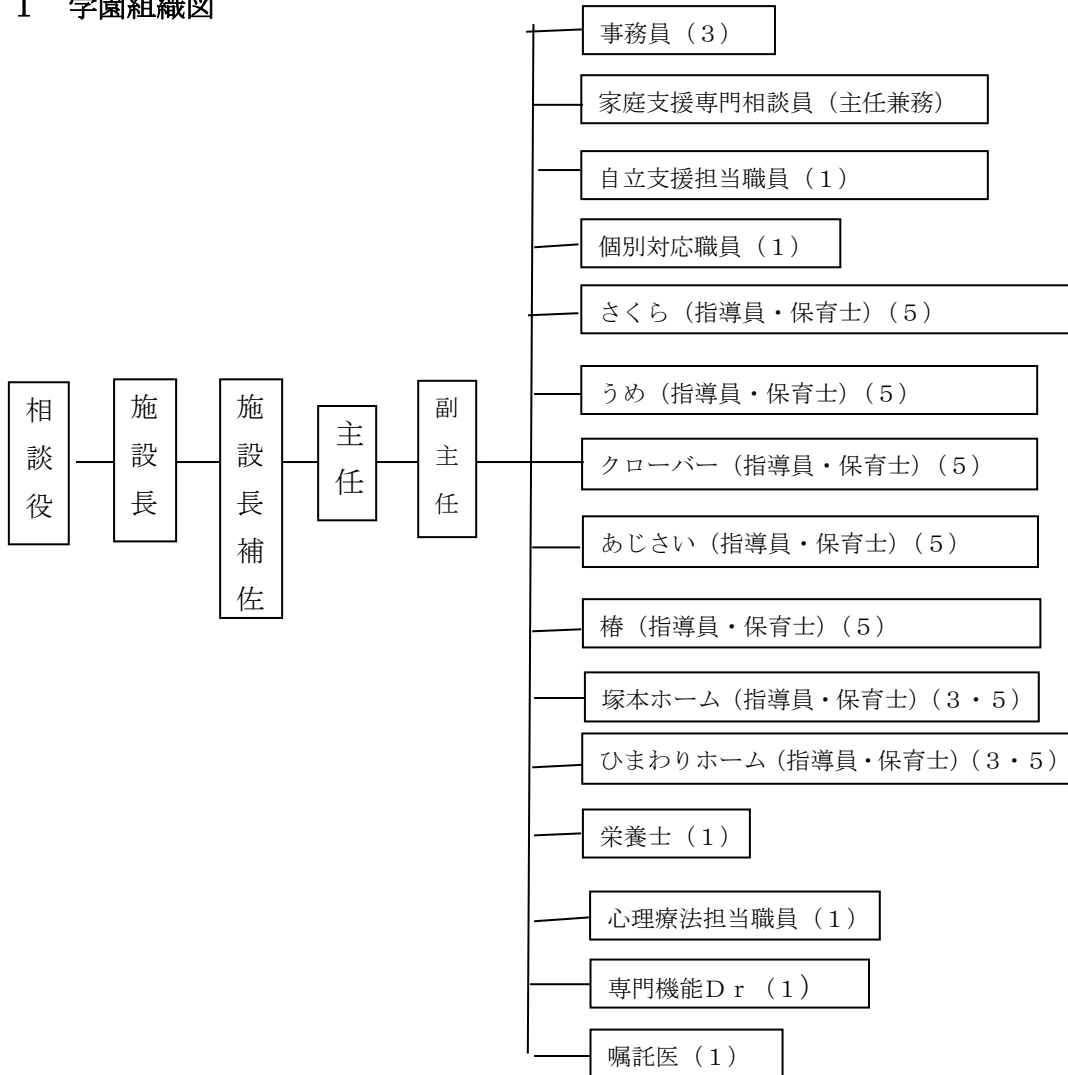 1　学園組織図
事務員（３）
家庭支援専門相談員（主任兼務）
自立支援担当職員（１）
個別対応職員（１）
さくら（指導員・保育士）（５）
うめ（指導員・保育士）（５）
クローバー（指導員・保育士）（５）
あじさい（指導員・保育士）（５）
椿（指導員・保育士）（５）
塚本ホーム（指導員・保育士）（３・５）
ひまわりホーム（指導員・保育士）（３・５）
栄養士（１）
心理療法担当職員（１）
専門機能Ｄｒ（１）
嘱託医（１）
相談役
施設長
施設長補佐
主任
副主任